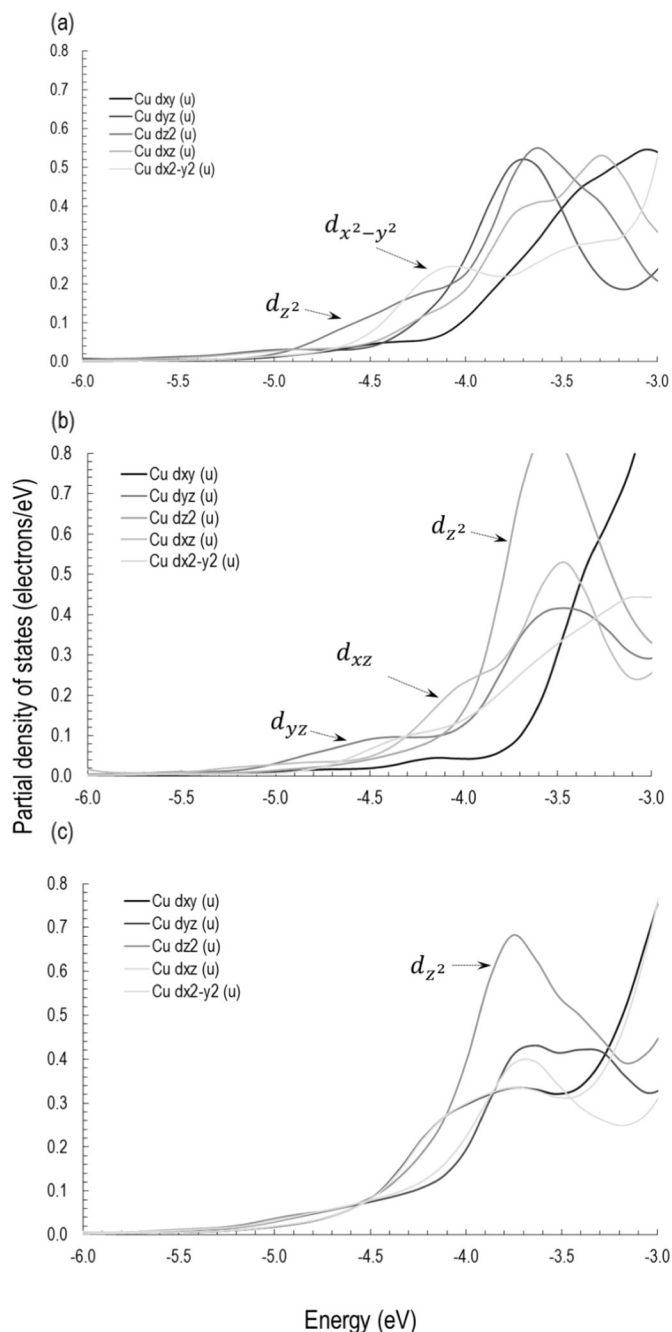 (a)
0.8
0.7
0.6
0.5
0.4
0.3
0.2
0.1
0.0
Cu dxy (u)
Cu dyz (u)
Cu dz2 (u)
Cu dxz (u)
Cu dx2-y2 (u)
d_{x²−y²}
d_{z²}
-6.0 -5.5 -5.0 -4.5 -4.0 -3.5 -3.0
(b)
0.8
0.7
0.6
0.5
0.4
0.3
0.2
0.1
0.0
Cu dxy (u)
Cu dyz (u)
Cu dz2 (u)
Cu dxz (u)
Cu dx2-y2 (u)
d_{z²}
d_{xz}
d_{yz}
-6.0 -5.5 -5.0 -4.5 -4.0 -3.5 -3.0
Partial density of states (electrons/eV)
(c)
0.8
0.7
0.6
0.5
0.4
0.3
0.2
0.1
0.0
Cu dxy (u)
Cu dyz (u)
Cu dz2 (u)
Cu dxz (u)
Cu dx2-y2 (u)
d_{z²}
-6.0 -5.5 -5.0 -4.5 -4.0 -3.5 -3.0
Energy (eV)